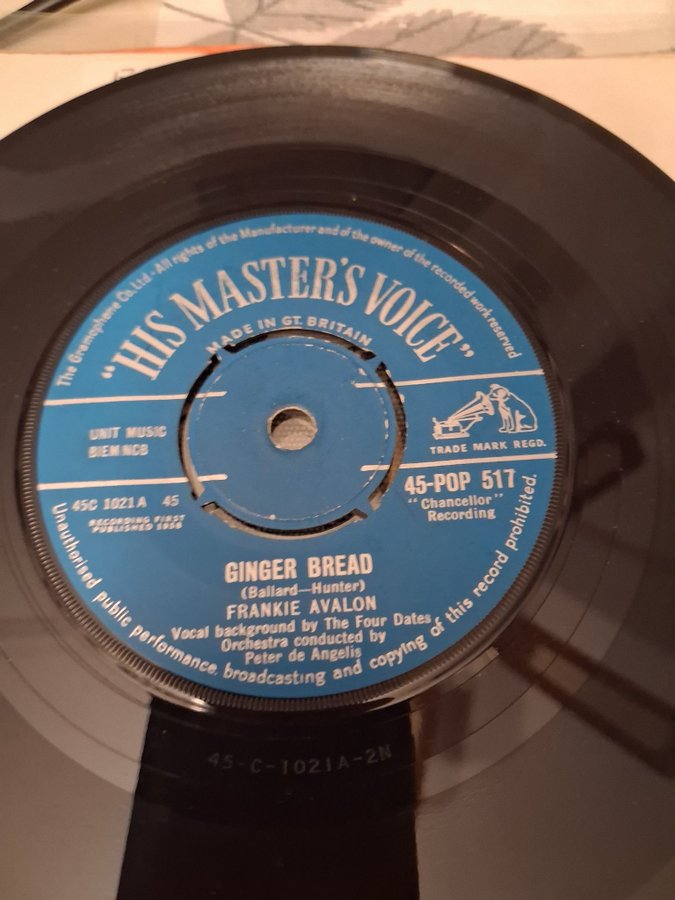 The Gramophone Co. Ltd · All rights of the Manufacturer and of the owner of the recorded work reserved
"HIS MASTER'S VOICE"
MADE IN GT. BRITAIN
UNIT MUSIC
BIEM NCB
TRADE MARK REGD.
45C 1021 A 45
RECORDING FIRST
PUBLISHED 1958
45-POP 517
"Chancellor"
Recording
GINGER BREAD
(Ballard—Hunter)
FRANKIE AVALON
Vocal background by The Four Dates
Orchestra conducted by
Peter de Angelis
Unauthorised public performance, broadcasting and copying of this record prohibited.
45-C-1021A-2N